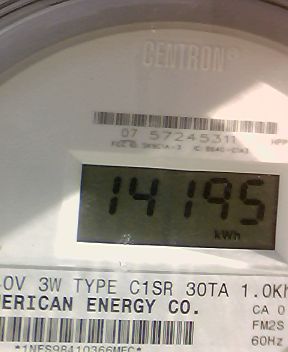 CENTRON®
07 57245311
14195
kWh
0V 3W TYPE C1SR 30TA 1.0K
ERICAN ENERGY CO.
CA 0
FM2S
60Hz